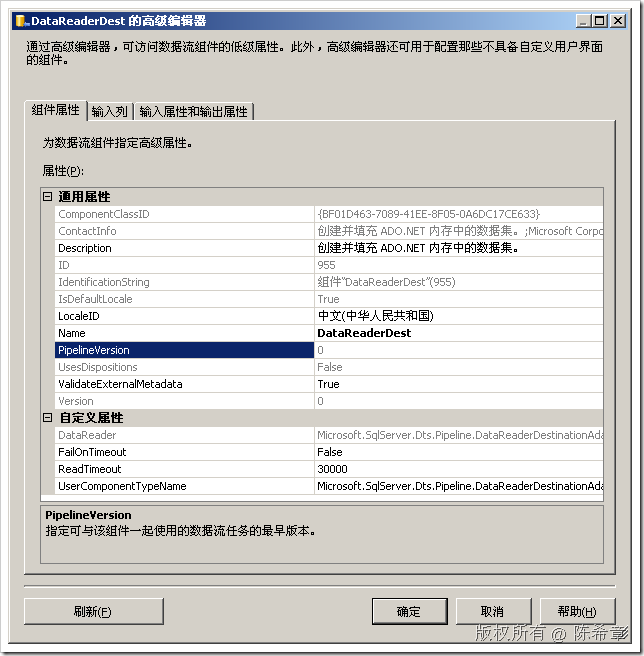 DataReaderDest 的高级编辑器
通过高级编辑器，可访问数据流组件的低级属性。此外，高级编辑器还可用于配置那些不具备自定义用户界面
的组件。
组件属性 输入列 输入属性和输出属性
为数据流组件指定高级属性。
属性(P):
通用属性
ComponentClassID {BF01D463-7089-41EE-8F05-0A6DC17CE633}
ContactInfo 创建并填充 ADO.NET 内存中的数据集。;Microsoft Corpo
Description 创建并填充 ADO.NET 内存中的数据集。
ID 955
IdentificationString 组件"DataReaderDest"(955)
IsDefaultLocale True
LocaleID 中文(中华人民共和国)
Name DataReaderDest
PipelineVersion 0
UsesDispositions False
ValidateExternalMetadata True
Version 0
自定义属性
DataReader Microsoft.SqlServer.Dts.Pipeline.DataReaderDestinationAda
FailOnTimeout False
ReadTimeout 30000
UserComponentTypeName Microsoft.SqlServer.Dts.Pipeline.DataReaderDestinationAda
PipelineVersion
指定可与该组件一起使用的数据流任务的最早版本。
刷新(F) 确定 取消 帮助(H)
版权所有 @ 陈希章